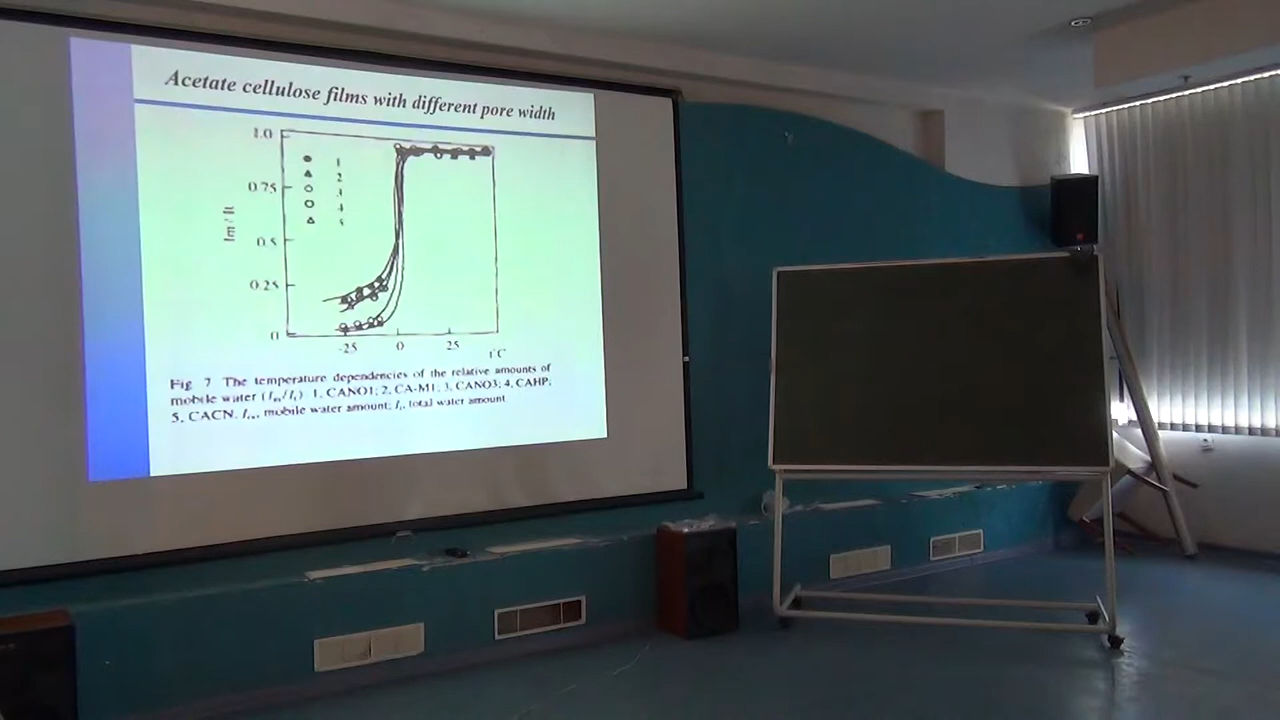 Acetate cellulose films with different pore width
1.0
1
2
0.75
3
4
5
Im / It
0.5
0.25
0
-25 0 25
t°C
Fig 7 The temperature dependencies of the relative amounts of
mobile water (Im/It) 1, CANO1; 2, CA-M1; 3, CANO3; 4, CAHP;
5, CACN. Im, mobile water amount; It, total water amount